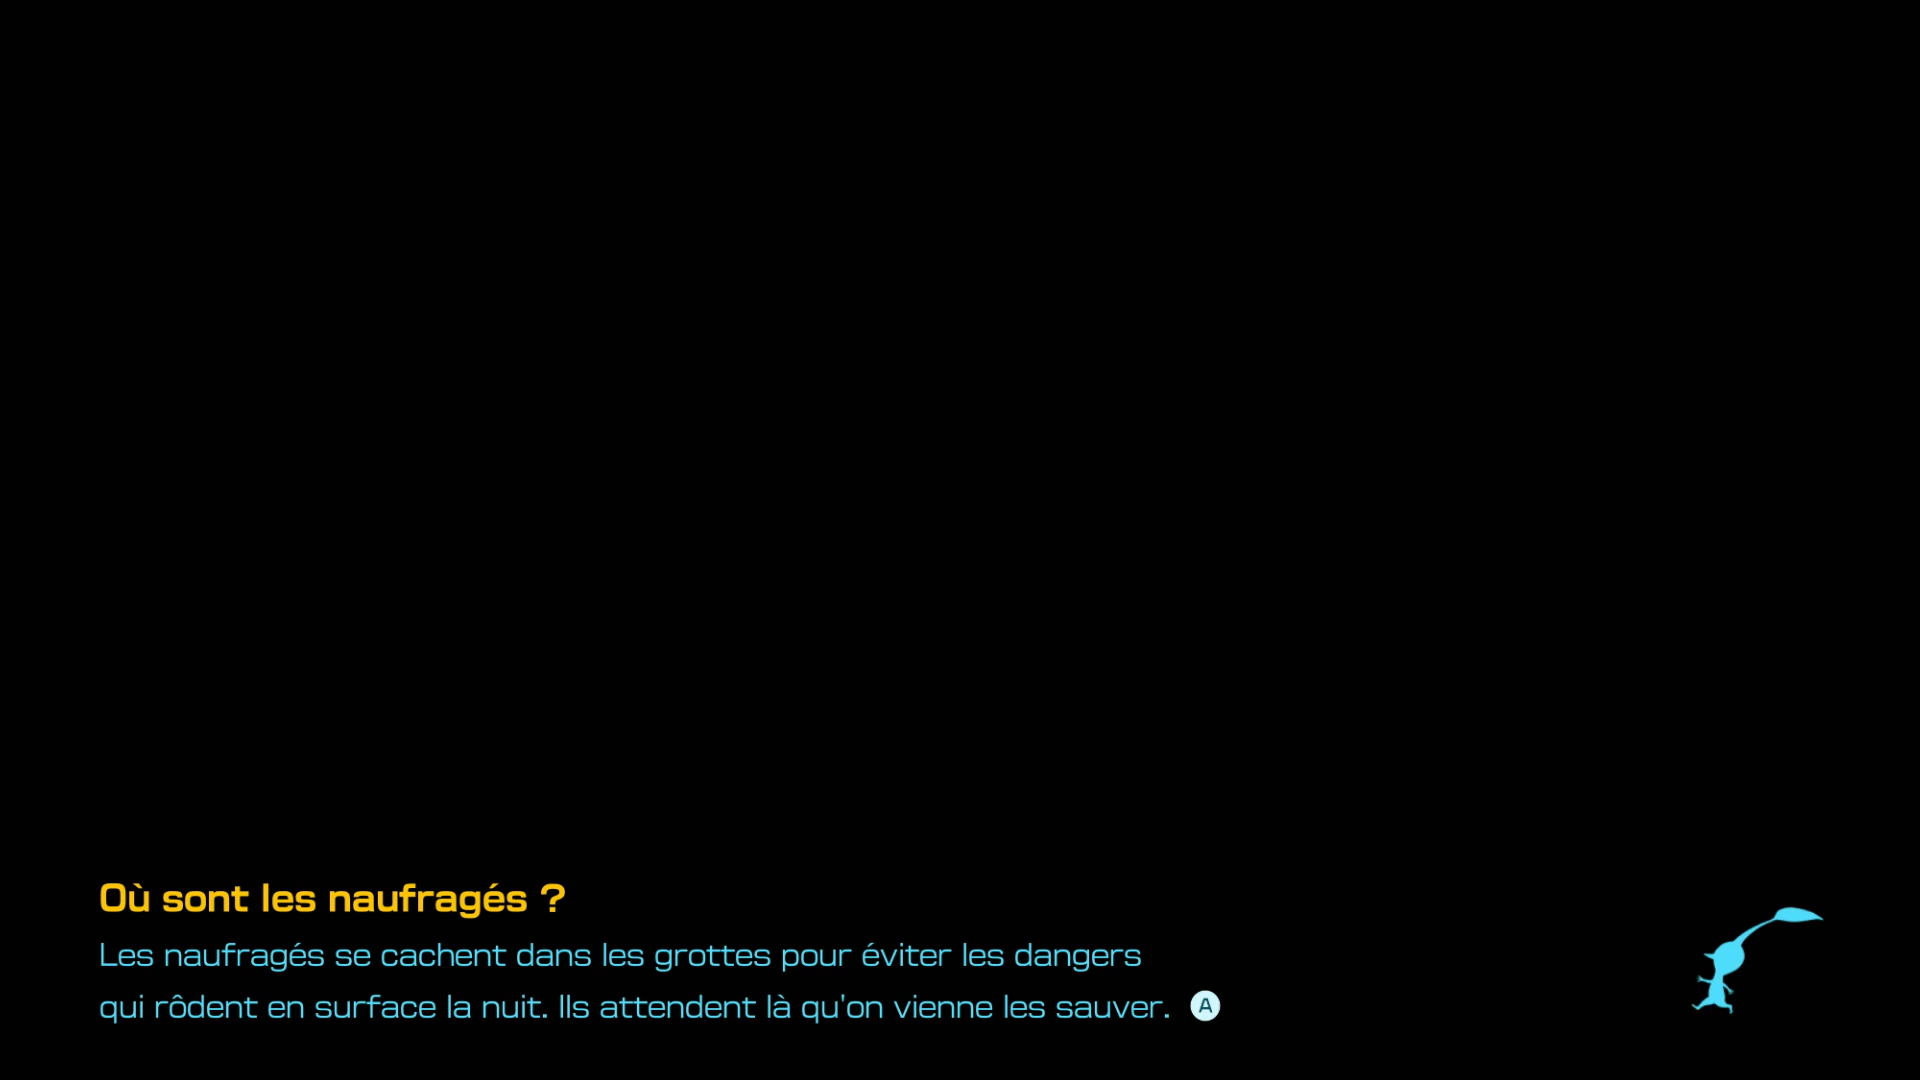 Où sont les naufragés ?
Les naufragés se cachent dans les grottes pour éviter les dangers
qui rôdent en surface la nuit. Ils attendent là qu'on vienne les sauver. A